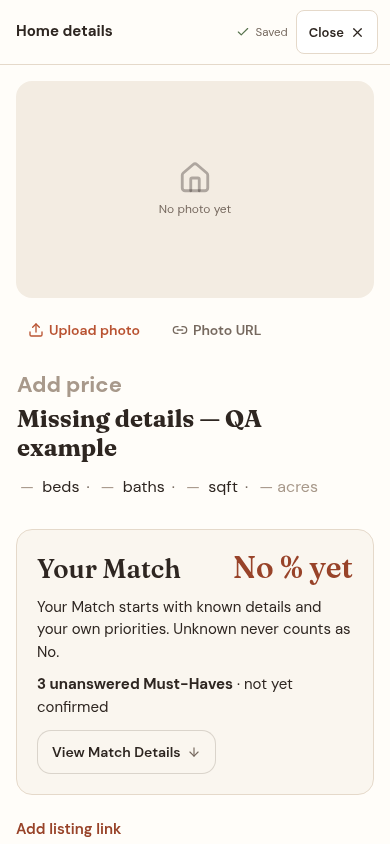 Home details
Saved
Close
No photo yet
Upload photo
Photo URL
Add price
Missing details — QA
example
— beds · — baths · — sqft · — acres
Your Match
No % yet
Your Match starts with known details and
your own priorities. Unknown never counts as
No.
3 unanswered Must-Haves · not yet
confirmed
View Match Details ↓
Add listing link